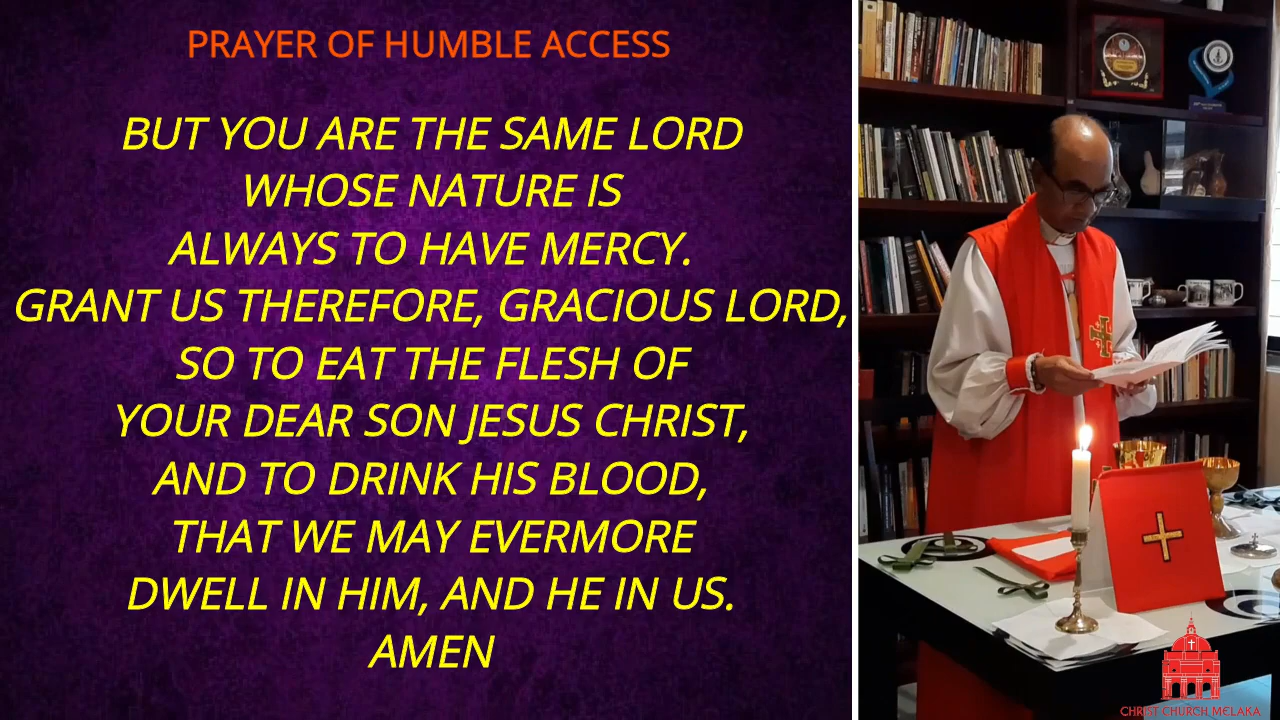 PRAYER OF HUMBLE ACCESS
BUT YOU ARE THE SAME LORD
WHOSE NATURE IS
ALWAYS TO HAVE MERCY.
GRANT US THEREFORE, GRACIOUS LORD,
SO TO EAT THE FLESH OF
YOUR DEAR SON JESUS CHRIST,
AND TO DRINK HIS BLOOD,
THAT WE MAY EVERMORE
DWELL IN HIM, AND HE IN US.
AMEN
CHRIST CHURCH MELAKA